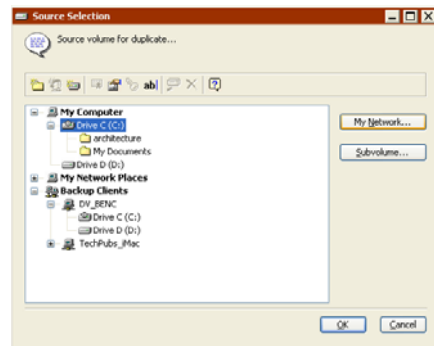 Source Selection
Source volume for duplicate...
ab|
My Computer
Drive C (C:)
architecture
My Documents
Drive D (D:)
My Network Places
Backup Clients
DV_BENC
Drive C (C:)
Drive D (D:)
TechPubs_iMac
My Network...
Subvolume...
OK
Cancel